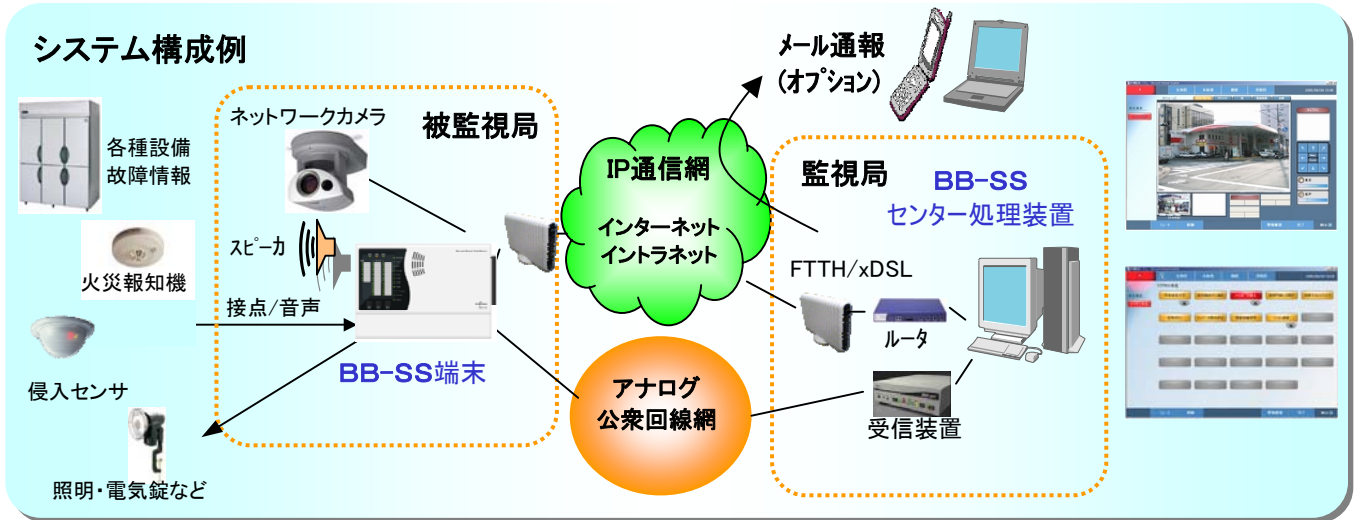 システム構成例
各種設備
故障情報
火災報知機
侵入センサ
照明・電気錠など
ネットワークカメラ
被監視局
スピーカ
接点/音声
BB-SS端末
メール通報
(オプション)
IP通信網
インターネット
イントラネット
アナログ
公衆回線網
監視局
BB-SS
センター処理装置
FTTH/xDSL
ルータ
受信装置